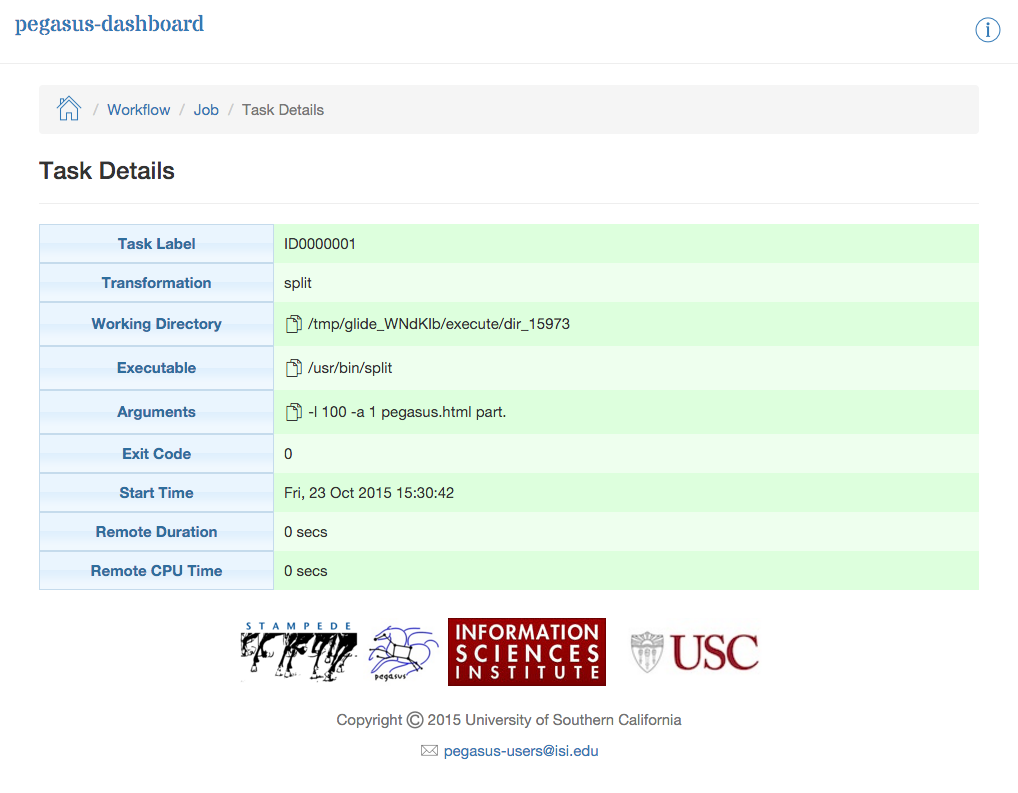 pegasus-dashboard
/ Workflow / Job / Task Details
Task Details
Task Label ID0000001
Transformation split
Working Directory /tmp/glide_WNdKIb/execute/dir_15973
Executable /usr/bin/split
Arguments -l 100 -a 1 pegasus.html part.
Exit Code 0
Start Time Fri, 23 Oct 2015 15:30:42
Remote Duration 0 secs
Remote CPU Time 0 secs
STAMPEDE
pegasus
INFORMATION
SCIENCES
INSTITUTE
USC
Copyright © 2015 University of Southern California
pegasus-users@isi.edu